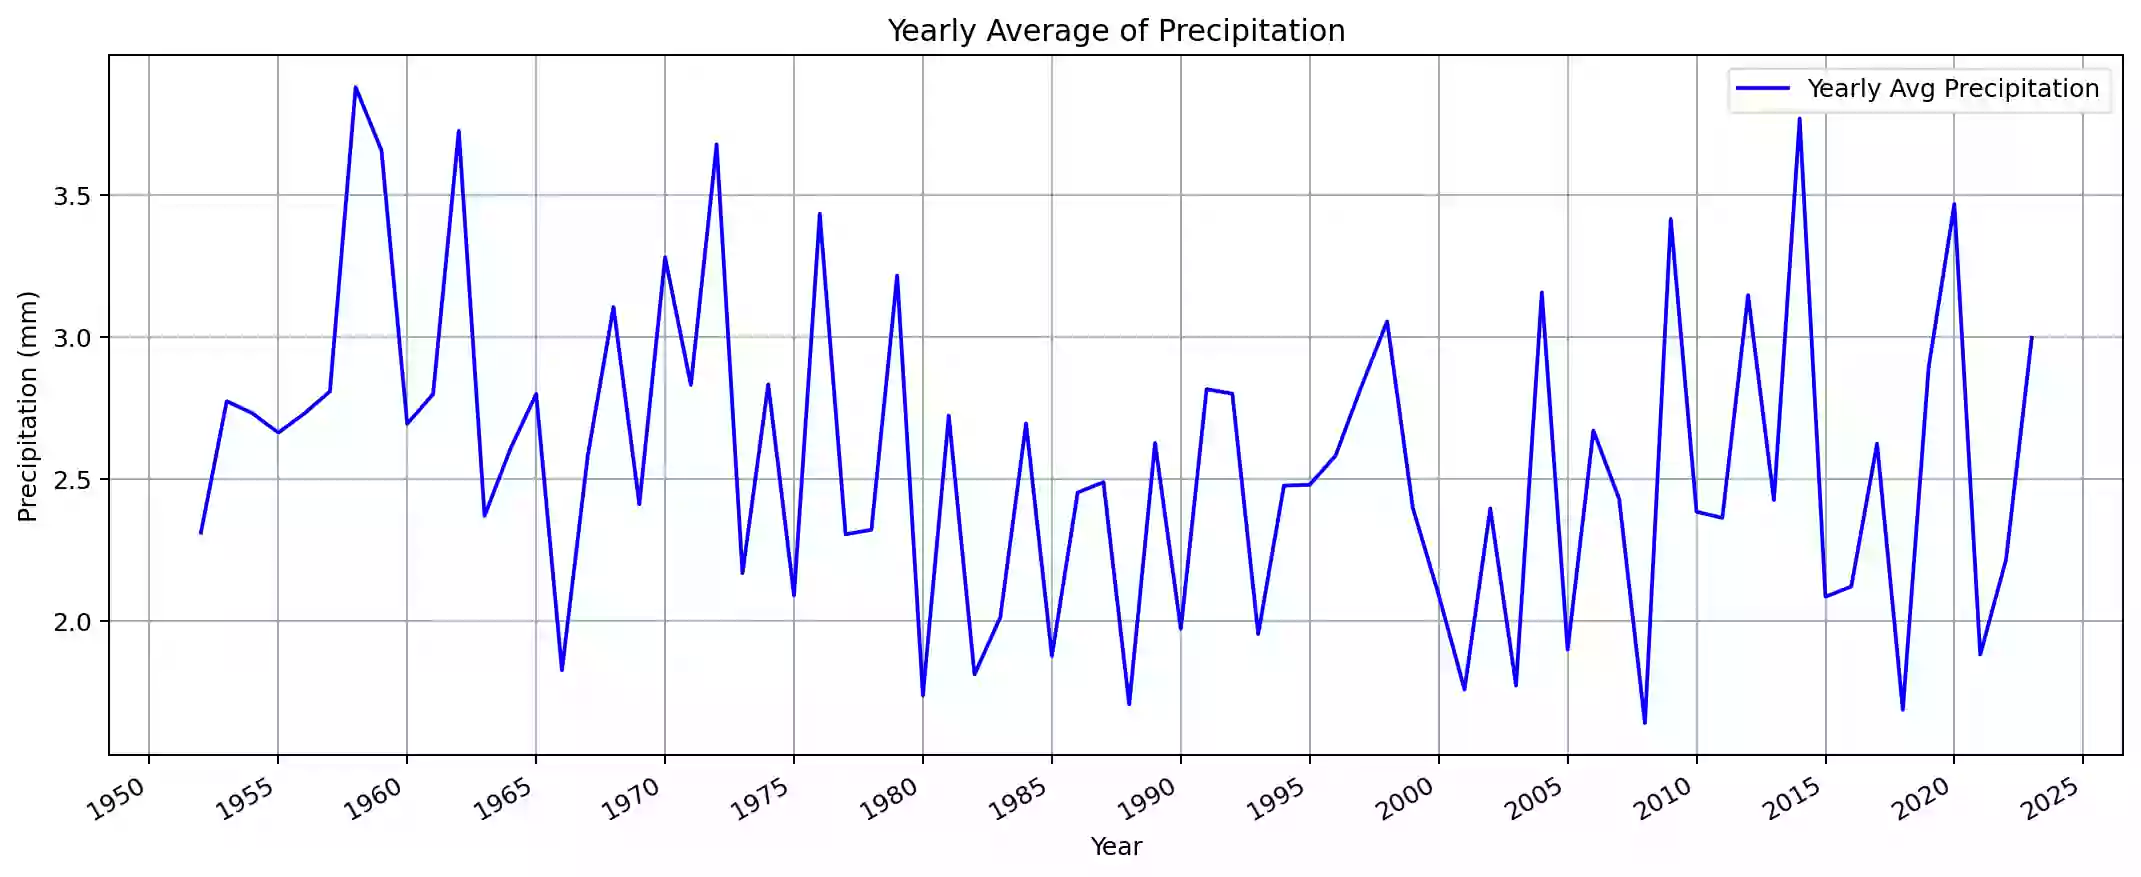 Yearly Average of Precipitation
Yearly Avg Precipitation
Precipitation (mm)
3.5
3.0
2.5
2.0
1950 1955 1960 1965 1970 1975 1980 1985 1990 1995 2000 2005 2010 2015 2020 2025
Year